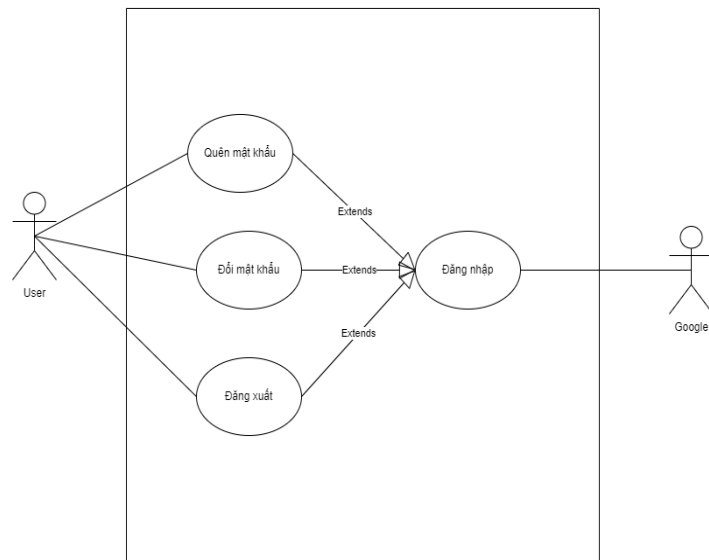 Quên mật khẩu
Extends
User
Đổi mật khẩu
Extends
Đăng nhập
Google
Extends
Đăng xuất